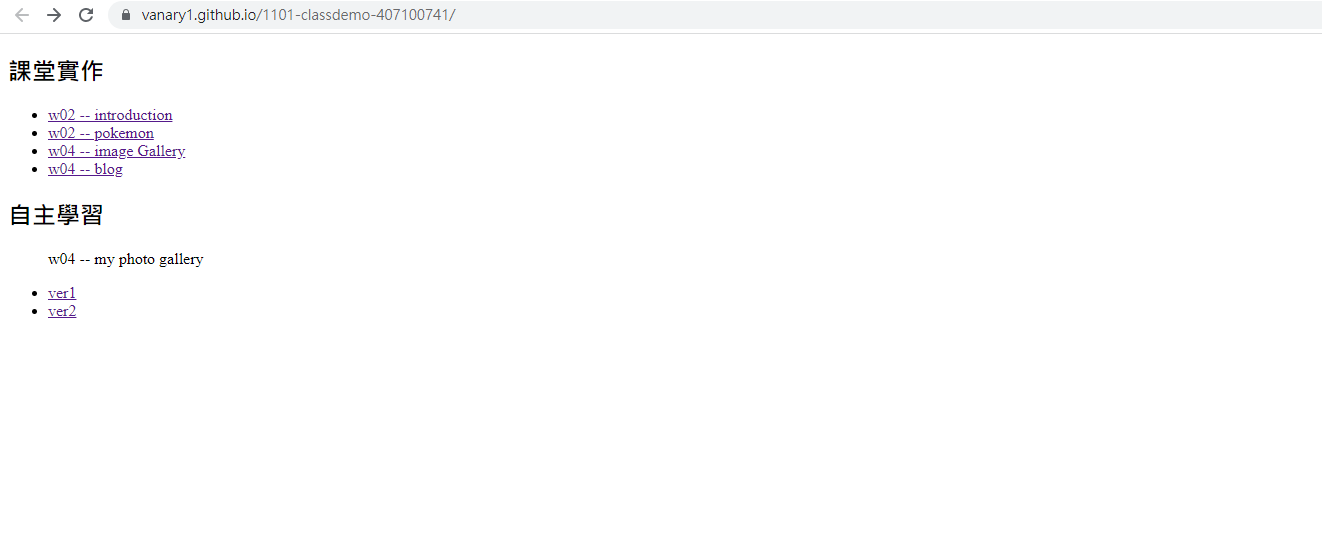 vanary1.github.io/1101-classdemo-407100741/
課堂實作
w02 -- introduction
w02 -- pokemon
w04 -- image Gallery
w04 -- blog
自主學習
w04 -- my photo gallery
ver1
ver2